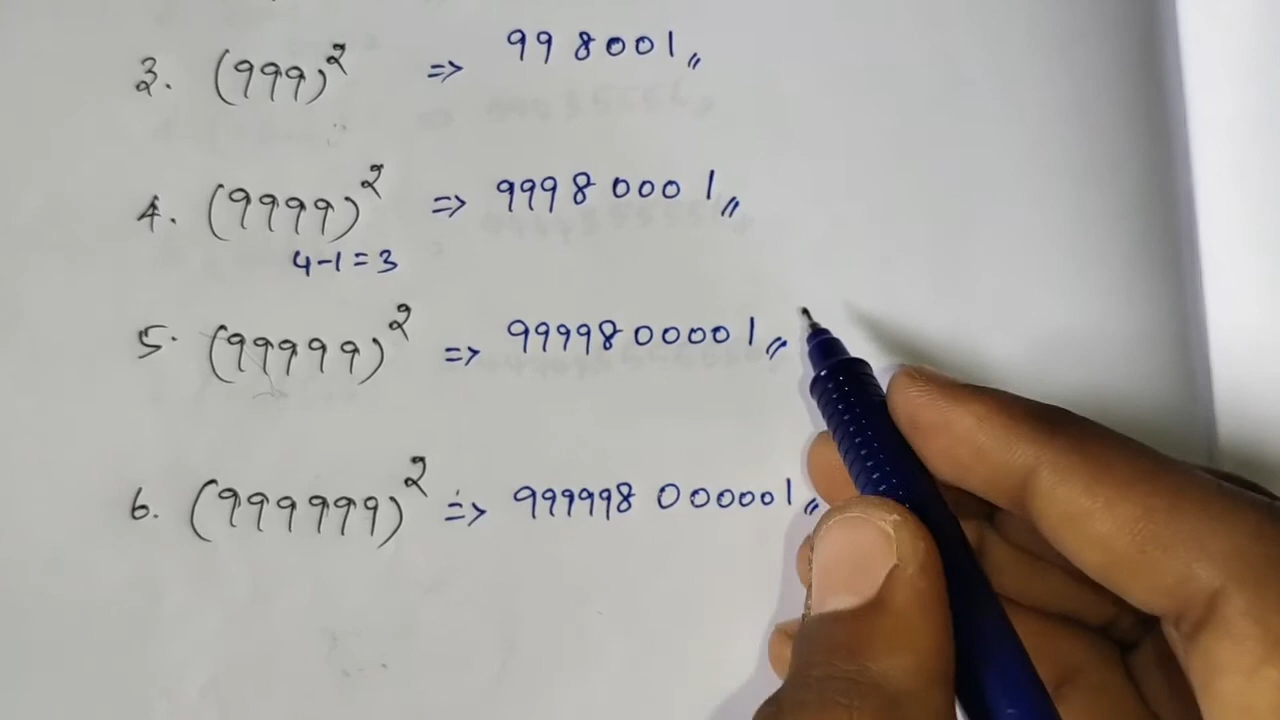 3. (999)² => 998001,,
4. (9999)² => 99980001,,
4-1=3
5. (99999)² => 9999800001,,
6. (999999)² => 999998000001,,